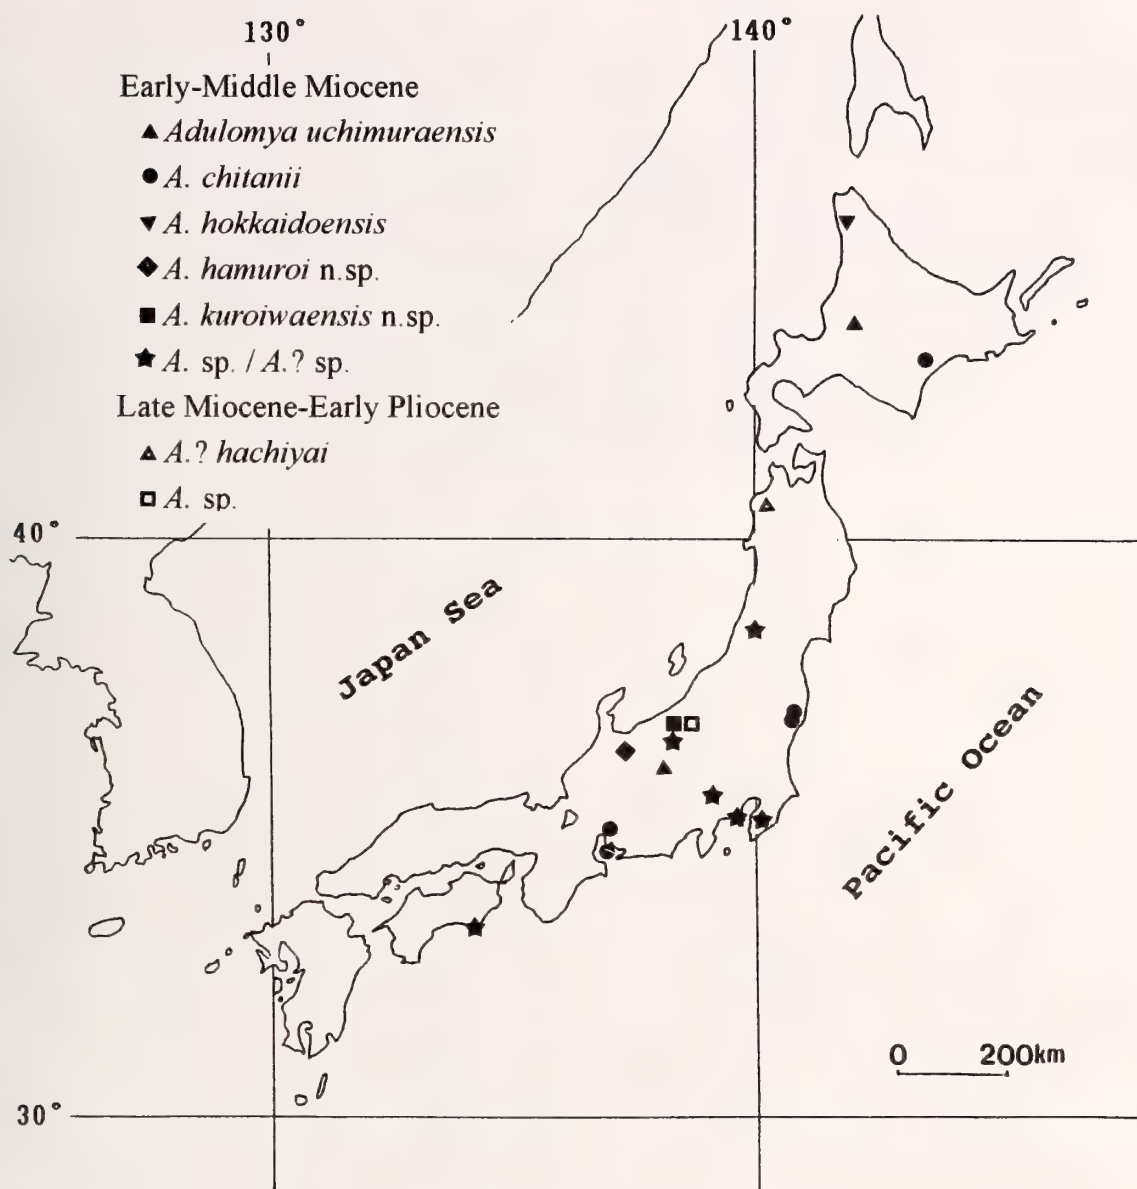 130°
140°
Early-Middle Miocene
Adulomya uchimuraensis
A. chitanii
A. hokkaidoensis
A. hamuroi n.sp.
A. kuroiwaensis n.sp.
A. sp. / A.? sp.
Late Miocene-Early Pliocene
A.? hachiyai
A. sp.
40°
Japan Sea
Pacific Ocean
0 200km
30°